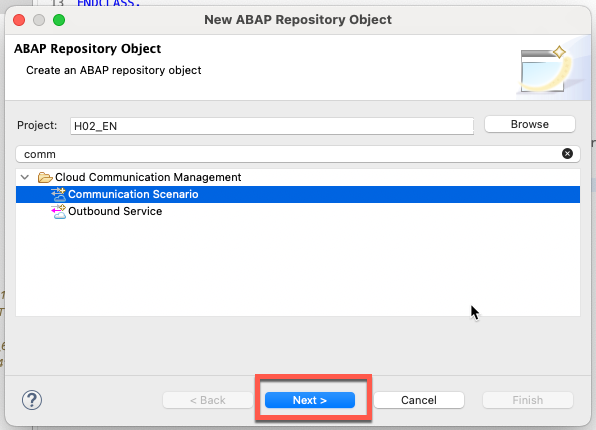 13 ENDCLASS.
New ABAP Repository Object
ABAP Repository Object
Create an ABAP repository object
Project: H02_EN Browse
comm
Cloud Communication Management
Communication Scenario
Outbound Service
? < Back Next > Cancel Finish